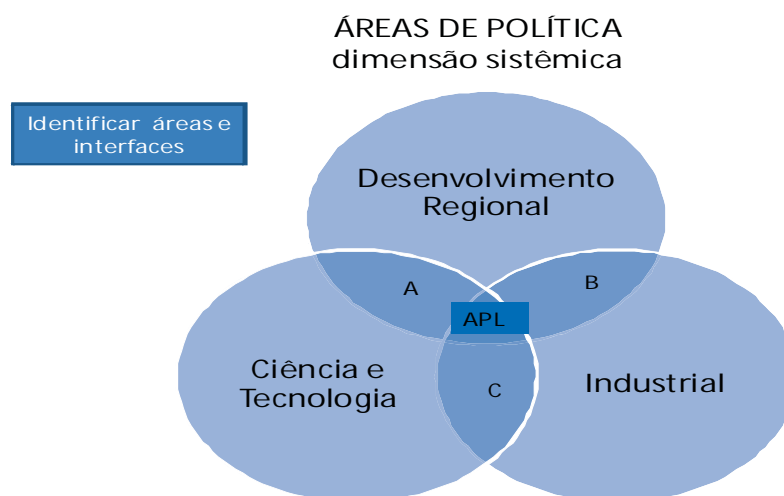 ÁREAS DE POLÍTICA
dimensão sistêmica
Identificar áreas e
interfaces
Desenvolvimento
Regional
A
B
APL
Ciência e
Tecnologia
Industrial
C